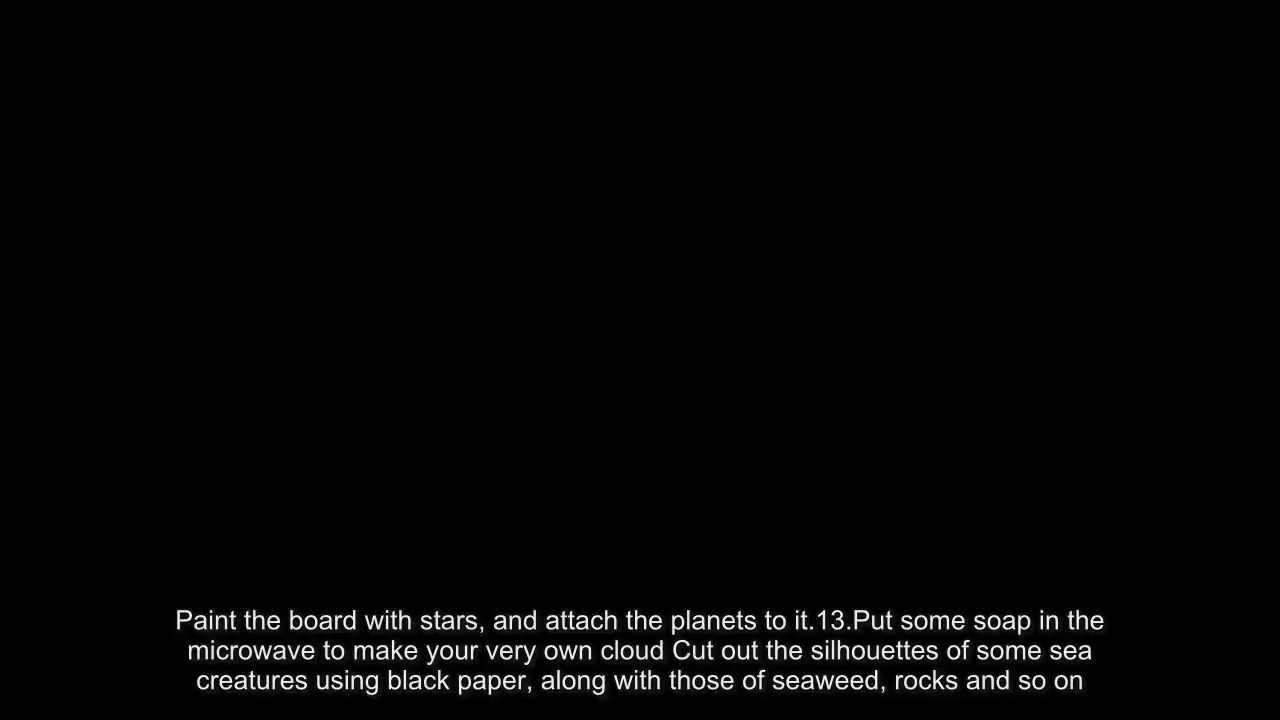 Paint the board with stars, and attach the planets to it.13.Put some soap in the
microwave to make your very own cloud Cut out the silhouettes of some sea
creatures using black paper, along with those of seaweed, rocks and so on